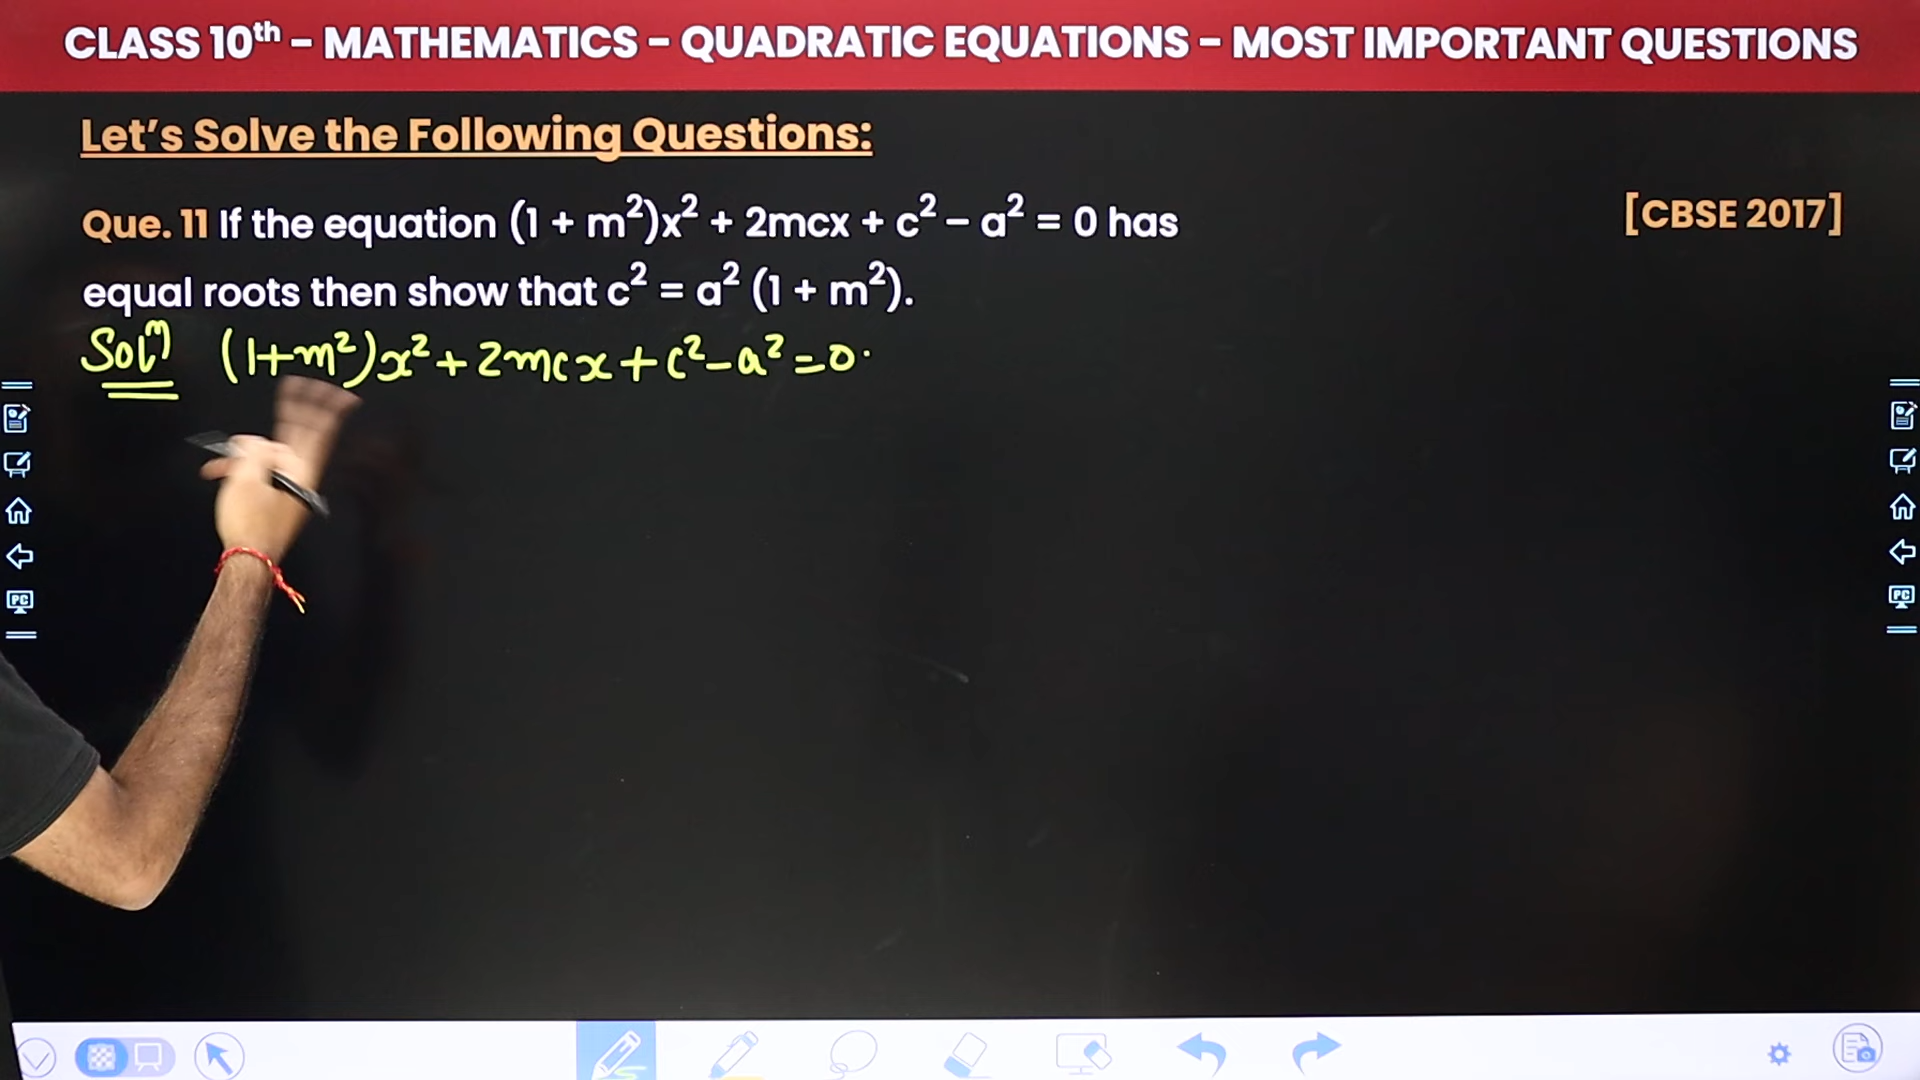 CLASS 10th – MATHEMATICS – QUADRATIC EQUATIONS – MOST IMPORTANT QUESTIONS
Let's Solve the Following Questions:
Que. 11 If the equation (1 + m²)x² + 2mcx + c² – a² = 0 has [CBSE 2017]
equal roots then show that c² = a² (1 + m²).
Solⁿ (1+m²)x²+2mcx+c²-a²=0.
PC PC